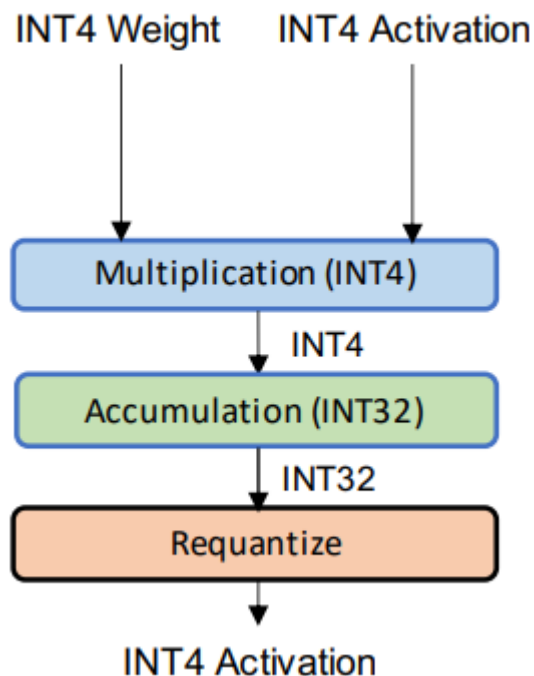 INT4 Weight INT4 Activation
Multiplication (INT4)
INT4
Accumulation (INT32)
INT32
Requantize
INT4 Activation